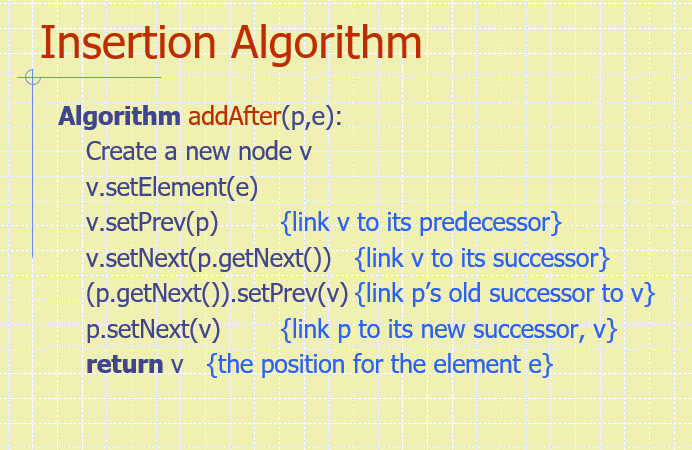 Insertion Algorithm
Algorithm addAfter(p,e):
Create a new node v
v.setElement(e)
v.setPrev(p) {link v to its predecessor}
v.setNext(p.getNext()) {link v to its successor}
(p.getNext()).setPrev(v) {link p’s old successor to v}
p.setNext(v) {link p to its new successor, v}
return v {the position for the element e}